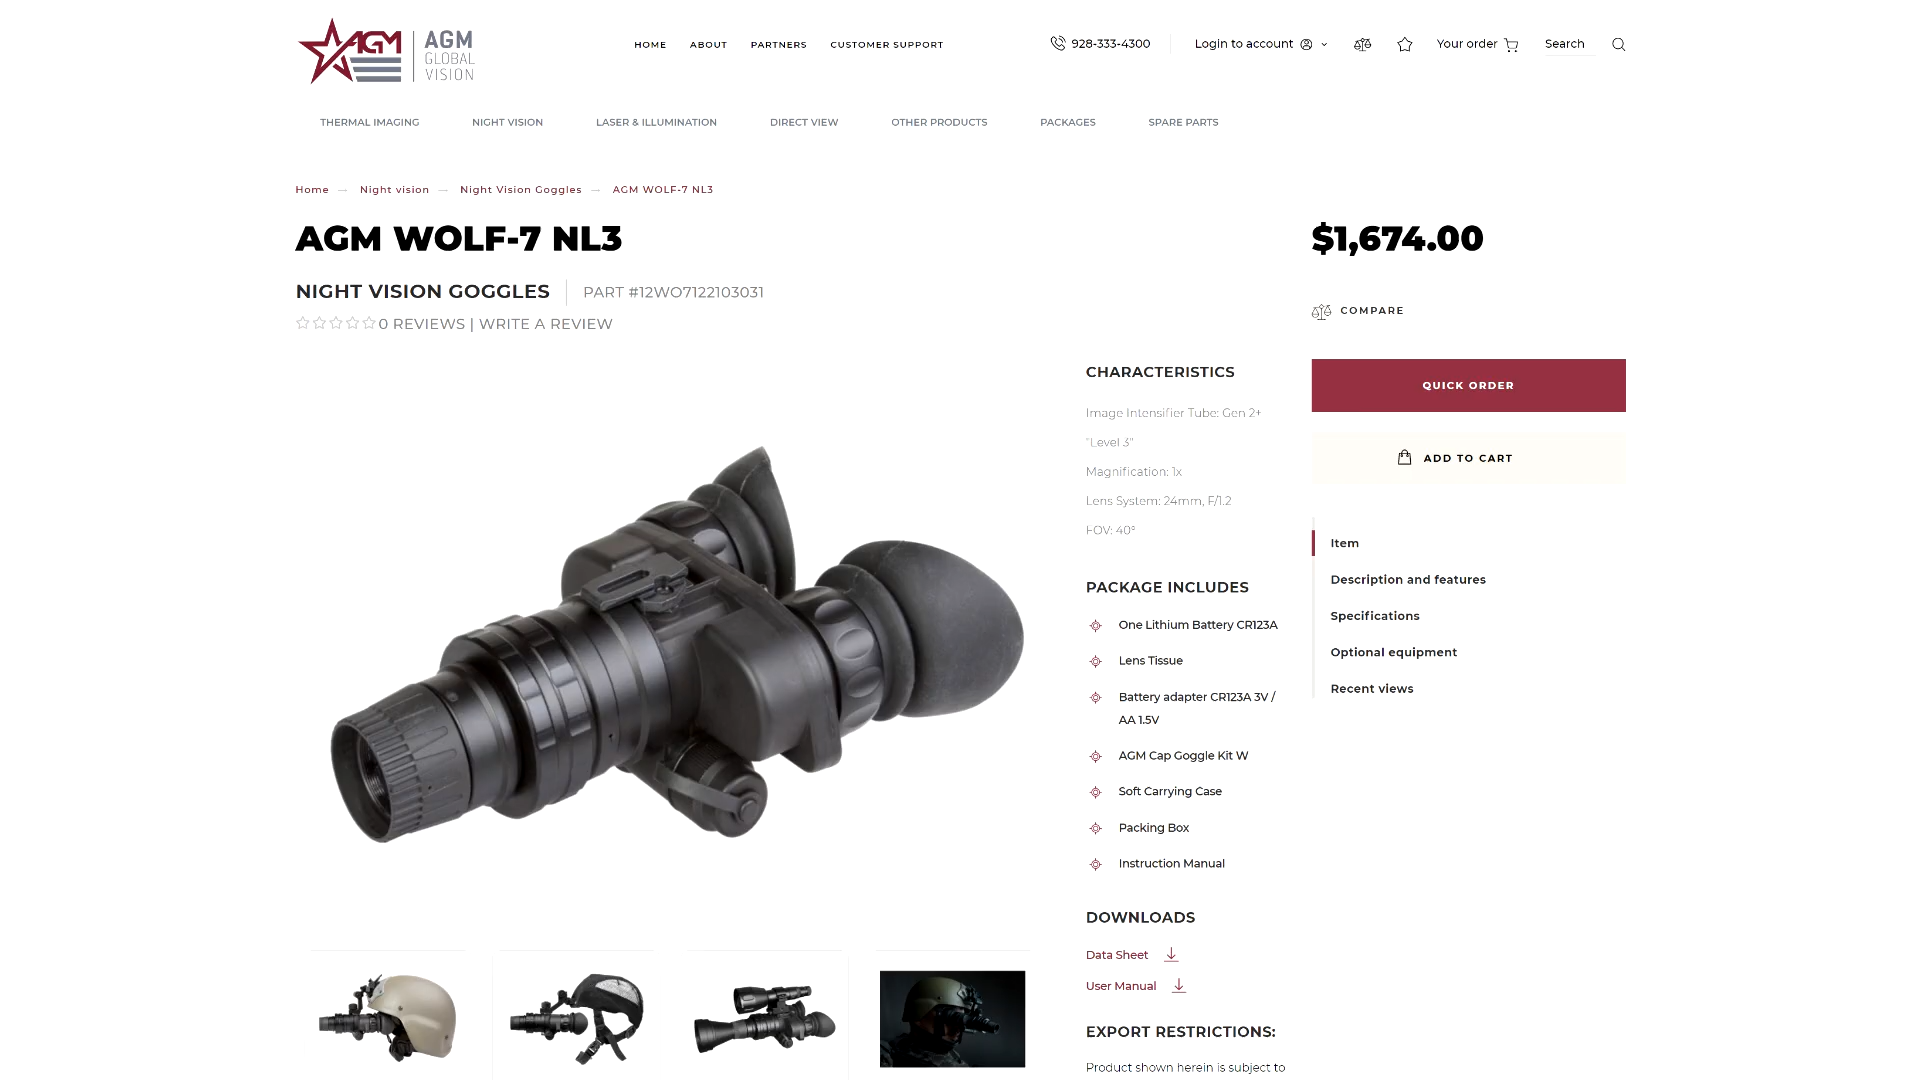 AGM
AGM
GLOBAL
VISION
HOME ABOUT PARTNERS CUSTOMER SUPPORT
928-333-4300 Login to account Your order Search
THERMAL IMAGING NIGHT VISION LASER & ILLUMINATION DIRECT VIEW OTHER PRODUCTS PACKAGES SPARE PARTS
Home Night vision Night Vision Goggles AGM WOLF-7 NL3
AGM WOLF-7 NL3
NIGHT VISION GOGGLES PART #12WO7122103031
0 REVIEWS | WRITE A REVIEW
CHARACTERISTICS
Image Intensifier Tube: Gen 2+
"Level 3"
Magnification: 1x
Lens System: 24mm, F/1.2
FOV: 40°
PACKAGE INCLUDES
One Lithium Battery CR123A
Lens Tissue
Battery adapter CR123A 3V /
AA 1.5V
AGM Cap Goggle Kit W
Soft Carrying Case
Packing Box
Instruction Manual
DOWNLOADS
Data Sheet
User Manual
EXPORT RESTRICTIONS:
Product shown herein is subject to
$1,674.00
COMPARE
QUICK ORDER
ADD TO CART
Item
Description and features
Specifications
Optional equipment
Recent views